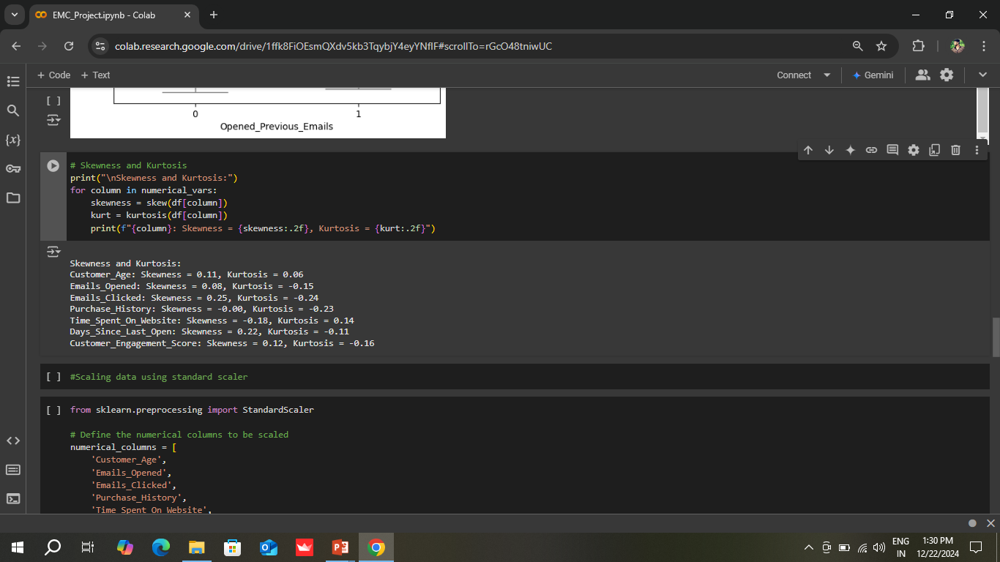 EMC_Project.ipynb - Colab
colab.research.google.com/drive/1ffk8FiOEsmQXdv5kb3TqybjY4eyYNflF#scrollTo=rGcO48tniwUC
+ Code + Text
Connect
Gemini
[ ]
0 1
Opened_Previous_Emails
{x}
# Skewness and Kurtosis
print("\nSkewness and Kurtosis:")
for column in numerical_vars:
    skewness = skew(df[column])
    kurt = kurtosis(df[column])
    print(f"{column}: Skewness = {skewness:.2f}, Kurtosis = {kurt:.2f}")
Skewness and Kurtosis:
Customer_Age: Skewness = 0.11, Kurtosis = 0.06
Emails_Opened: Skewness = 0.08, Kurtosis = -0.15
Emails_Clicked: Skewness = 0.25, Kurtosis = -0.24
Purchase_History: Skewness = -0.00, Kurtosis = -0.23
Time_Spent_On_Website: Skewness = -0.18, Kurtosis = 0.14
Days_Since_Last_Open: Skewness = 0.22, Kurtosis = -0.11
Customer_Engagement_Score: Skewness = 0.12, Kurtosis = -0.16
[ ] #Scaling data using standard scaler
[ ] from sklearn.preprocessing import StandardScaler
# Define the numerical columns to be scaled
numerical_columns = [
    'Customer_Age',
    'Emails_Opened',
    'Emails_Clicked',
    'Purchase_History',
    'Time_Spent_On_Website',
ENG
IN
1:30 PM
12/22/2024